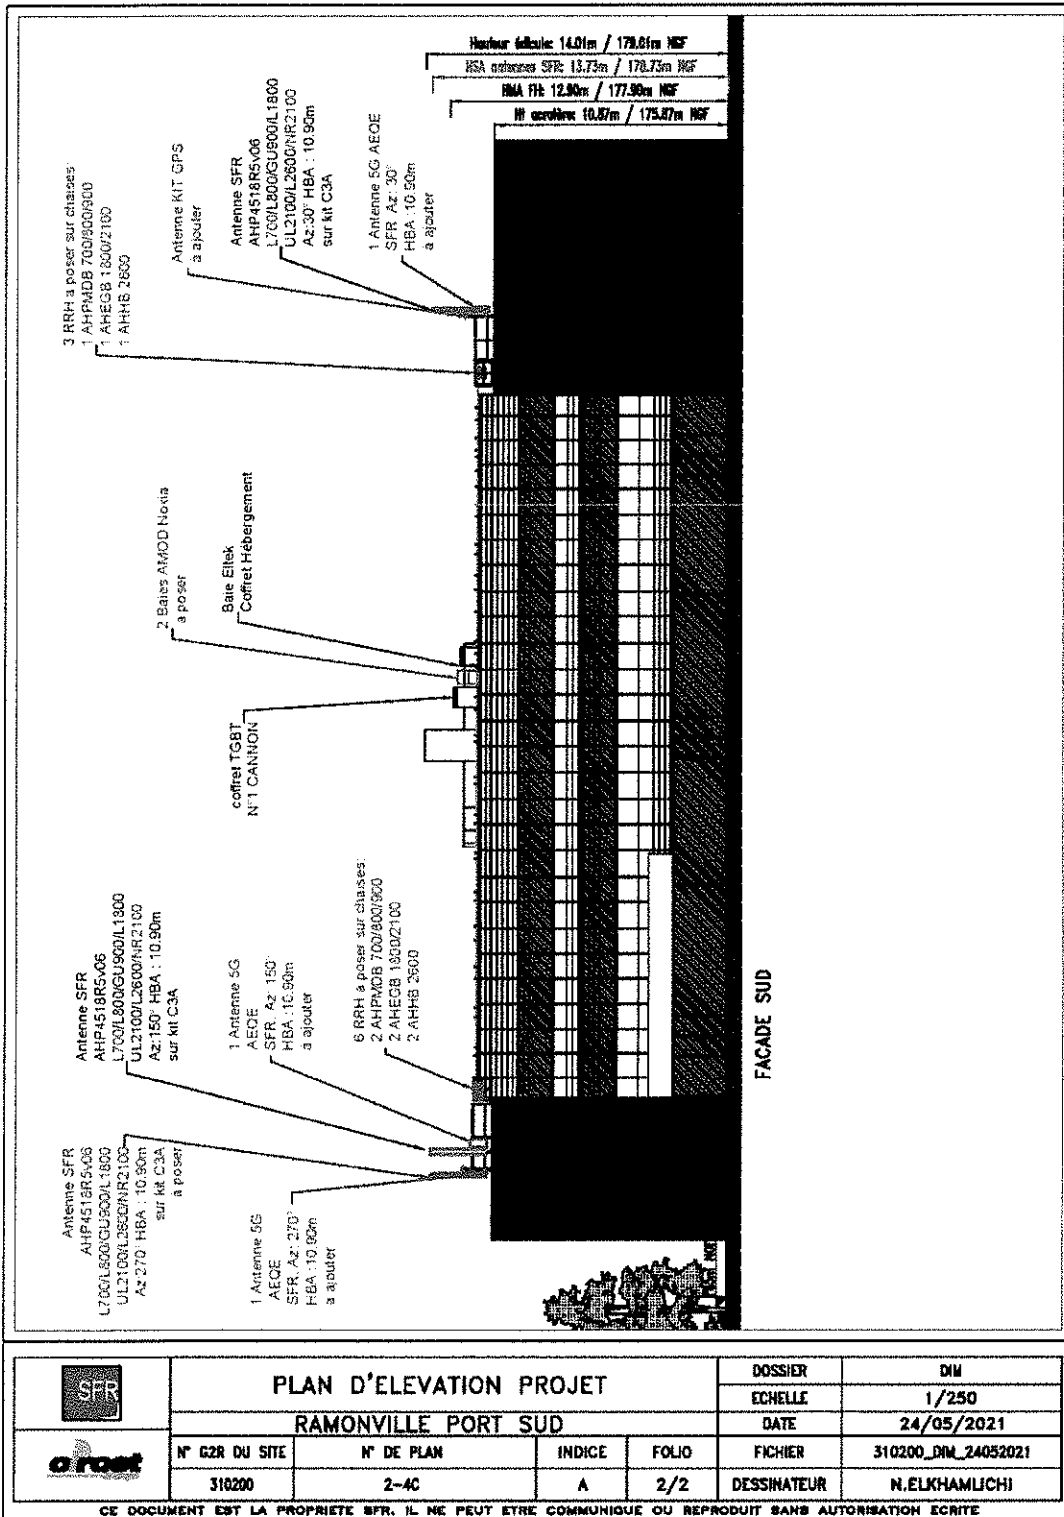 Hauteur édicule: 14.01m / 179.01m NGF
HSA antennes SFR: 13.73m / 178.73m NGF
HMA FH: 12.90m / 177.90m NGF
Ht acrotère: 10.87m / 175.87m NGF
3 RRH a poser sur chaises:
1 AHPMDB 700/800/900
1 AHEGB 1800/2100
1 AHHB 2600
Antenne KIT GPS
à ajouter
Antenne SFR
AHP4518R5v06
L700/L800/GU900/L1800
UL2100/L2600/NR2100
Az:30° HBA : 10.90m
sur kit C3A
1 Antenne 5G AEQE
SFR Az: 30°
HBA :10.90m
à ajouter
2 Baies AMOD Nokia
a poser
Baie Eltek
Coffret Hébergement
coffret TGBT
N°1 CANNON
Antenne SFR
AHP4518R5v06
L700/L800/GU900/L1800
UL2100/L2600/NR2100
Az:150° HBA : 10.90m
sur kit C3A
1 Antenne 5G
AEQE
SFR. Az: 150°
HBA :10.90m
à ajouter
6 RRH à poser sur chaises:
2 AHPMDB 700/800/900
2 AHEGB 1800/2100
2 AHHB 2600
Antenne SFR
AHP4518R5v06
L700/L800/GU900/L1800
UL2100/L2600/NR2100
Az 270° HBA : 10.90m
sur kit C3A
à poser
1 Antenne 5G
AEQE
SFR. Az: 270°
HBA :10.90m
a ajouter
FACADE SUD
SFR
PLAN D'ELEVATION PROJET
RAMONVILLE PORT SUD
N° G2R DU SITE
N° DE PLAN
INDICE
FOLIO
310200
2-4C
A
2/2
DOSSIER
DIM
ECHELLE
1/250
DATE
24/05/2021
FICHIER
310200_DIM_24052021
DESSINATEUR
N.ELKHAMLICHI
CE DOCUMENT EST LA PROPRIETE SFR, IL NE PEUT ETRE COMMUNIQUE OU REPRODUIT SANS AUTORISATION ECRITE